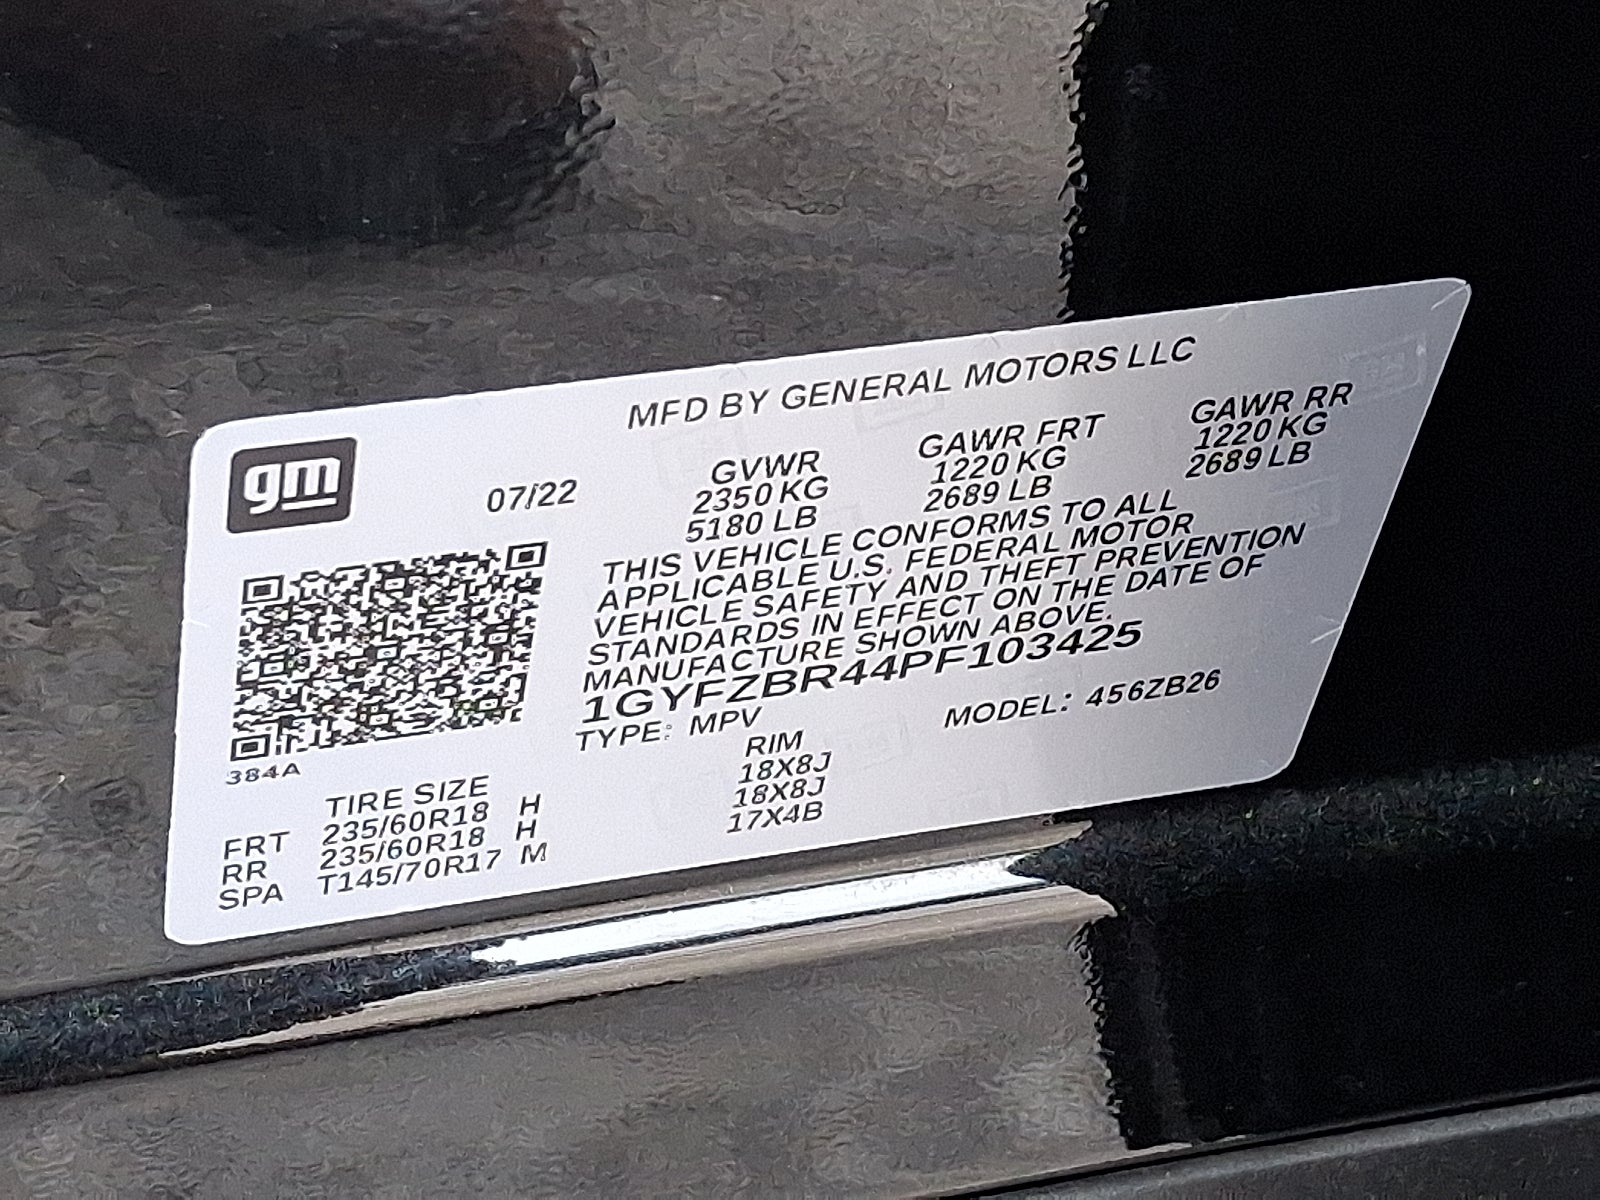 MFD BY GENERAL MOTORS LLC
gm
07/22
GVWR GAWR FRT GAWR RR
2350 KG 1220 KG 1220 KG
5180 LB 2689 LB 2689 LB
THIS VEHICLE CONFORMS TO ALL
APPLICABLE U.S. FEDERAL MOTOR
VEHICLE SAFETY AND THEFT PREVENTION
STANDARDS IN EFFECT ON THE DATE OF
MANUFACTURE SHOWN ABOVE.
1GYFZBR44PF103425
TYPE: MPV MODEL: 456ZB26
384A
TIRE SIZE RIM
FRT 235/60R18 H 18X8J
RR 235/60R18 H 18X8J
SPA T145/70R17 M 17X4B